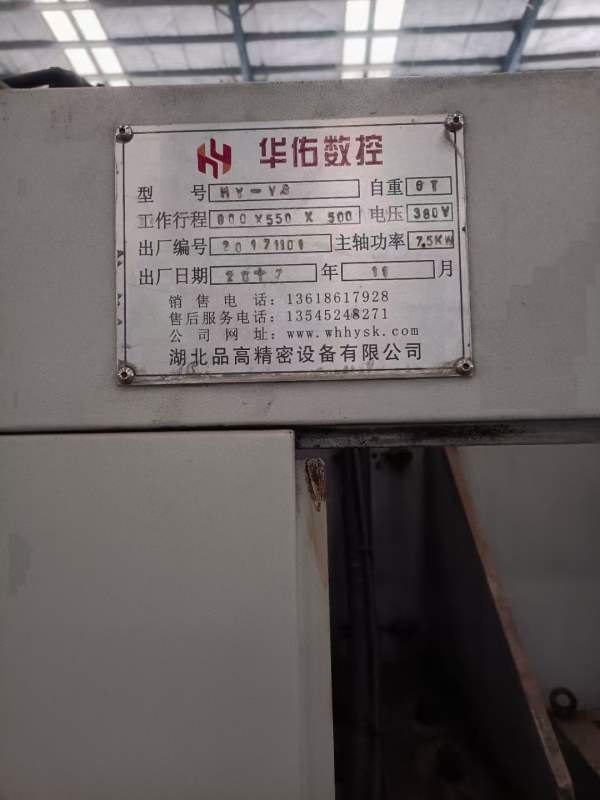 华佑数控
型 号 HY-V8 自重 6T
工作行程 800 X 550 X 500 电压 380V
出厂编号 20171101 主轴功率 7.5KW
出厂日期 2017 年 11 月
销 售 电 话：13618617928
售后服务电话：13545248271
公 司 网 址：www.whhysk.com
湖北品高精密设备有限公司